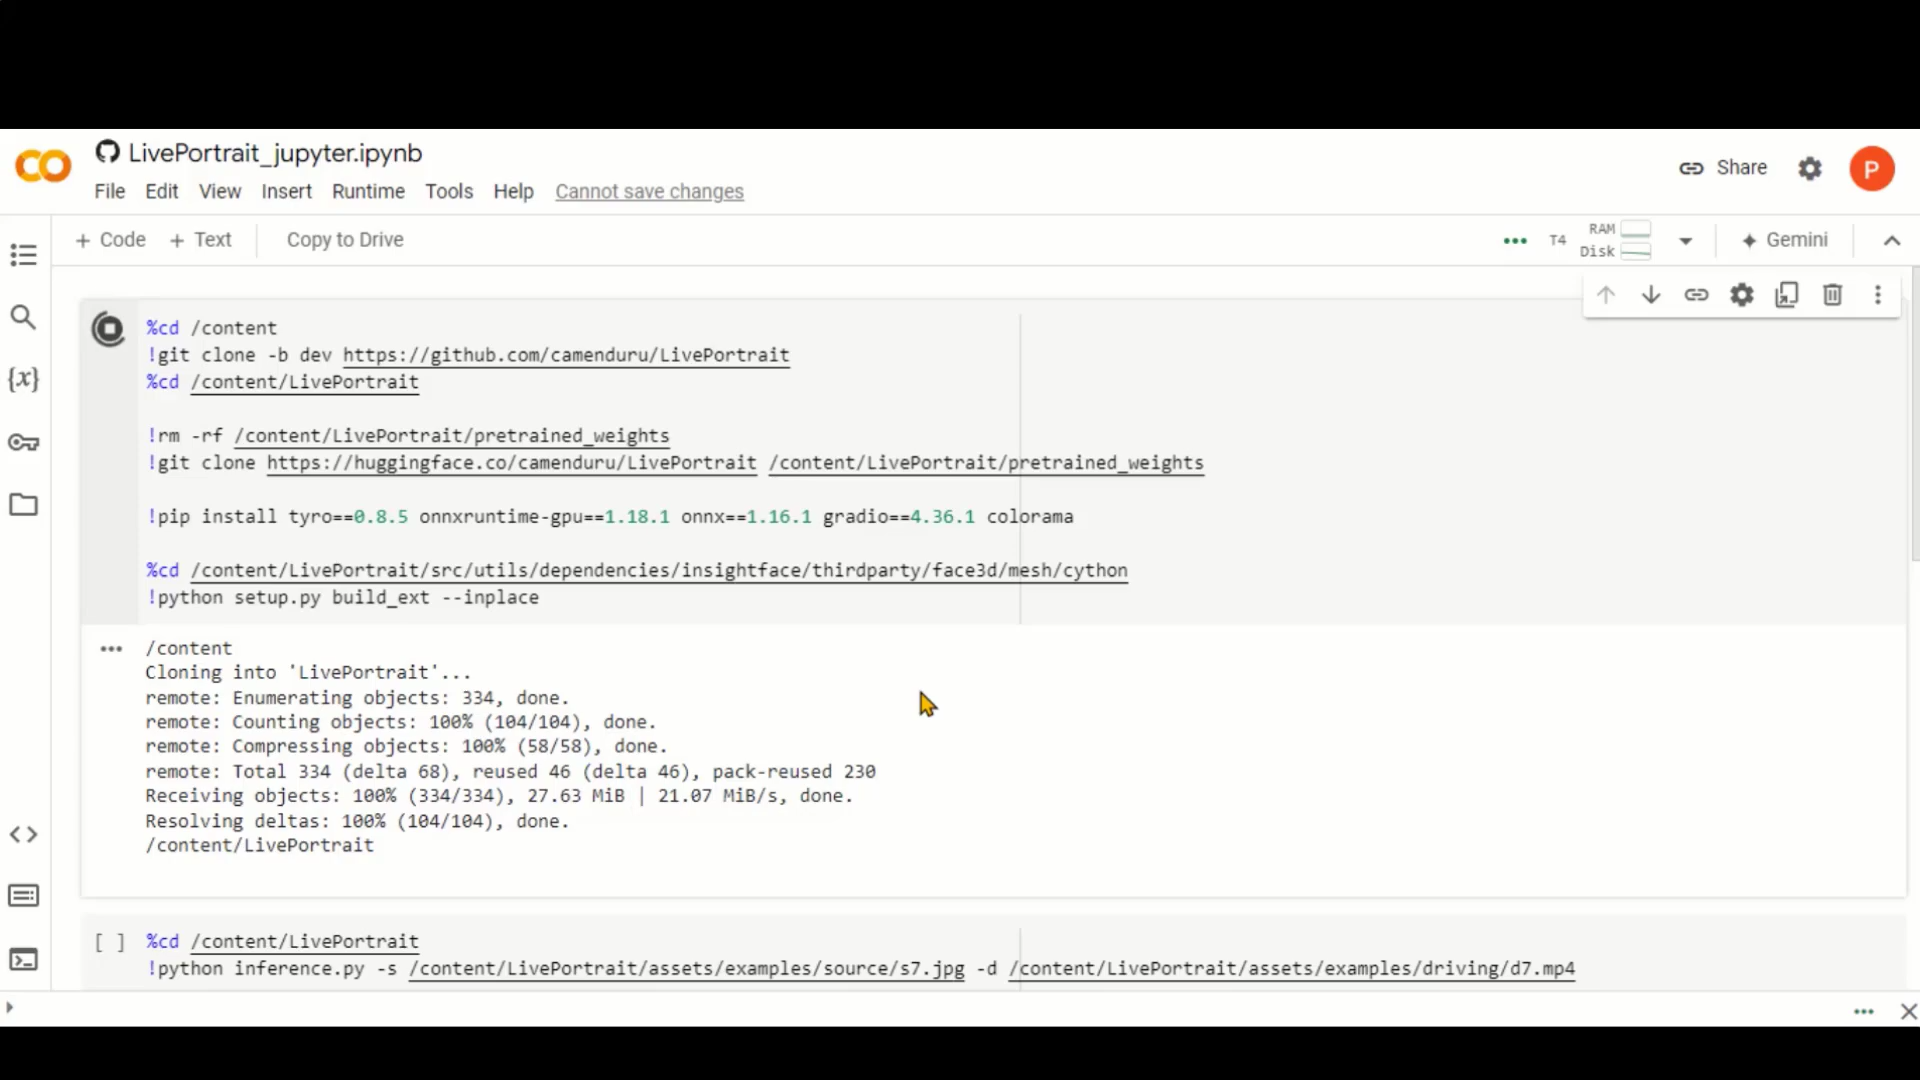 LivePortrait_jupyter.ipynb
File Edit View Insert Runtime Tools Help Cannot save changes
Share
P
+ Code + Text Copy to Drive
T4
RAM
Disk
Gemini
%cd /content
!git clone -b dev https://github.com/camenduru/LivePortrait
%cd /content/LivePortrait
!rm -rf /content/LivePortrait/pretrained_weights
!git clone https://huggingface.co/camenduru/LivePortrait /content/LivePortrait/pretrained_weights
!pip install tyro==0.8.5 onnxruntime-gpu==1.18.1 onnx==1.16.1 gradio==4.36.1 colorama
%cd /content/LivePortrait/src/utils/dependencies/insightface/thirdparty/face3d/mesh/cython
!python setup.py build_ext --inplace
/content
Cloning into 'LivePortrait'...
remote: Enumerating objects: 334, done.
remote: Counting objects: 100% (104/104), done.
remote: Compressing objects: 100% (58/58), done.
remote: Total 334 (delta 68), reused 46 (delta 46), pack-reused 230
Receiving objects: 100% (334/334), 27.63 MiB | 21.07 MiB/s, done.
Resolving deltas: 100% (104/104), done.
/content/LivePortrait
[ ] %cd /content/LivePortrait
!python inference.py -s /content/LivePortrait/assets/examples/source/s7.jpg -d /content/LivePortrait/assets/examples/driving/d7.mp4